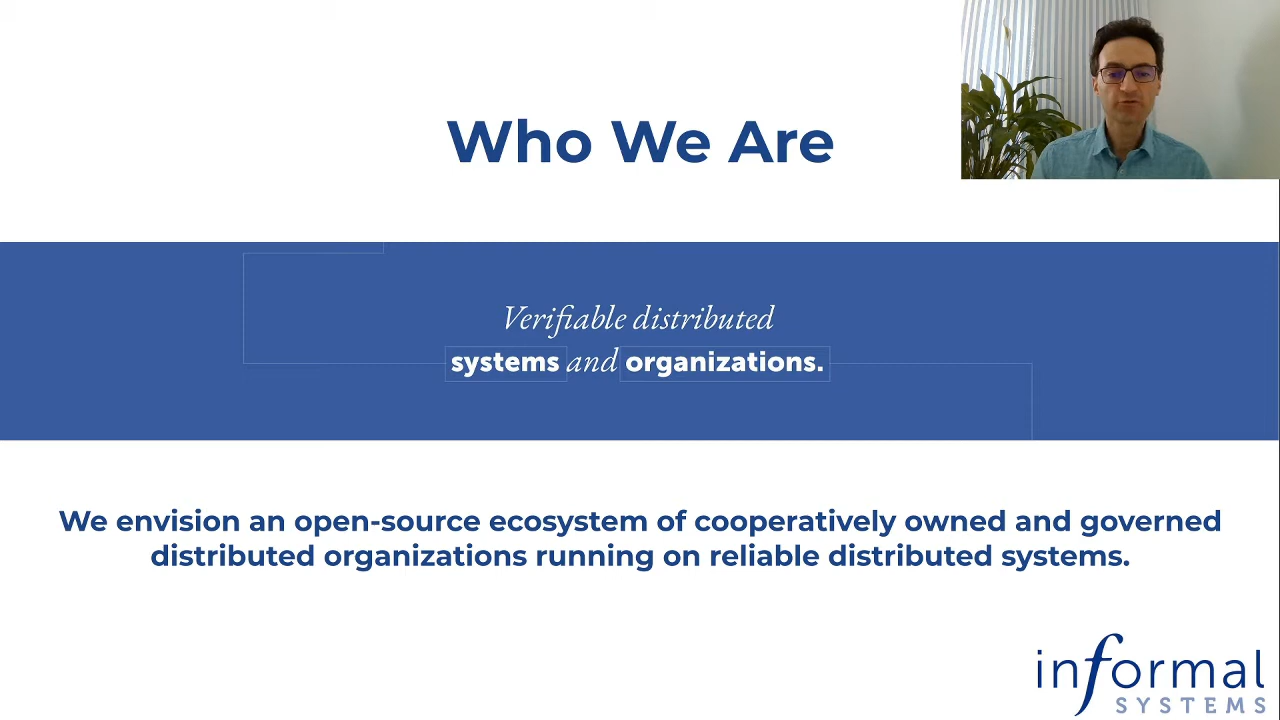 Who We Are
Verifiable distributed
systems and organizations.
We envision an open-source ecosystem of cooperatively owned and governed
distributed organizations running on reliable distributed systems.
informal
SYSTEMS